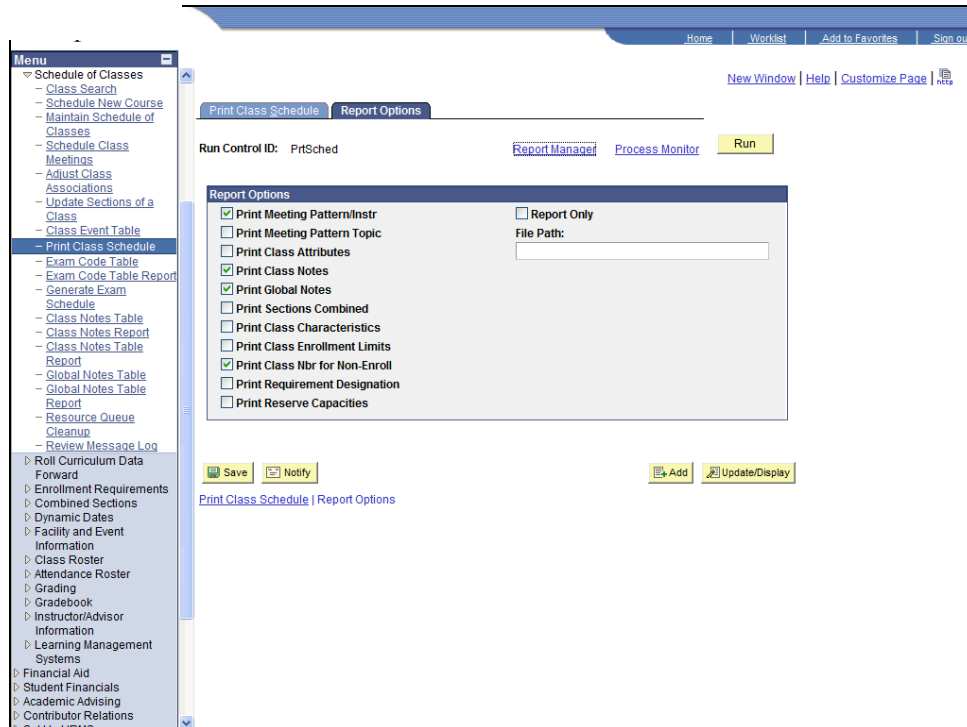 Home Worklist Add to Favorites Sign ou
Menu
Schedule of Classes
New Window | Help | Customize Page | http
– Class Search
– Schedule New Course
– Maintain Schedule of
Classes
– Schedule Class
Meetings
– Adjust Class
Associations
– Update Sections of a
Class
– Class Event Table
– Print Class Schedule
– Exam Code Table
– Exam Code Table Report
– Generate Exam
Schedule
– Class Notes Table
– Class Notes Report
– Class Notes Table
Report
– Global Notes Table
– Global Notes Table
Report
– Resource Queue
Cleanup
– Review Message Log
Roll Curriculum Data
Forward
Enrollment Requirements
Combined Sections
Dynamic Dates
Facility and Event
Information
Class Roster
Attendance Roster
Grading
Gradebook
Instructor/Advisor
Information
Learning Management
Systems
Financial Aid
Student Financials
Academic Advising
Contributor Relations
Print Class Schedule Report Options
Run Control ID: PrtSched Report Manager Process Monitor Run
Report Options
Print Meeting Pattern/Instr Report Only
Print Meeting Pattern Topic File Path:
Print Class Attributes
Print Class Notes
Print Global Notes
Print Sections Combined
Print Class Characteristics
Print Class Enrollment Limits
Print Class Nbr for Non-Enroll
Print Requirement Designation
Print Reserve Capacities
Save Notify Add Update/Display
Print Class Schedule | Report Options